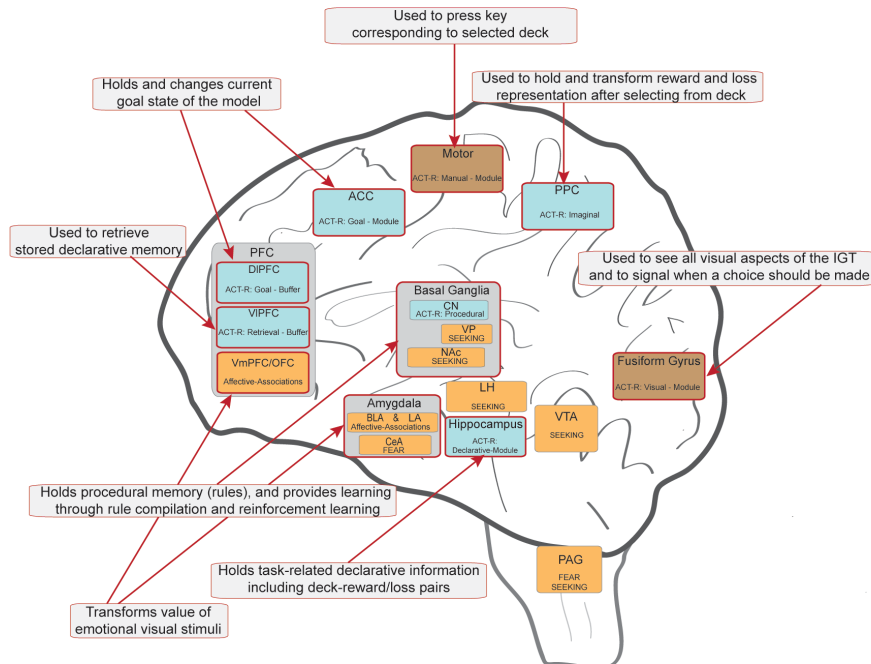 Used to press key
corresponding to selected deck
Holds and changes current
goal state of the model
Used to hold and transform reward and loss
representation after selecting from deck
Motor
ACT-R: Manual - Module
ACC
ACT-R: Goal - Module
PPC
ACT-R: Imaginal
Used to retrieve
stored declarative memory
Used to see all visual aspects of the IGT
and to signal when a choice should be made
PFC
DlPFC
ACT-R: Goal - Buffer
VlPFC
ACT-R: Retrieval - Buffer
VmPFC/OFC
Affective-Associations
Basal Ganglia
CN
ACT-R: Procedural
VP
SEEKING
NAc
SEEKING
Fusiform Gyrus
ACT-R: Visual - Module
LH
SEEKING
Amygdala
BLA & LA
Affective-Associations
CeA
FEAR
Hippocampus
ACT-R:
Declarative-Module
VTA
SEEKING
Holds procedural memory (rules), and provides learning
through rule compilation and reinforcement learning
Holds task-related declarative information
including deck-reward/loss pairs
PAG
FEAR
SEEKING
Transforms value of
emotional visual stimuli